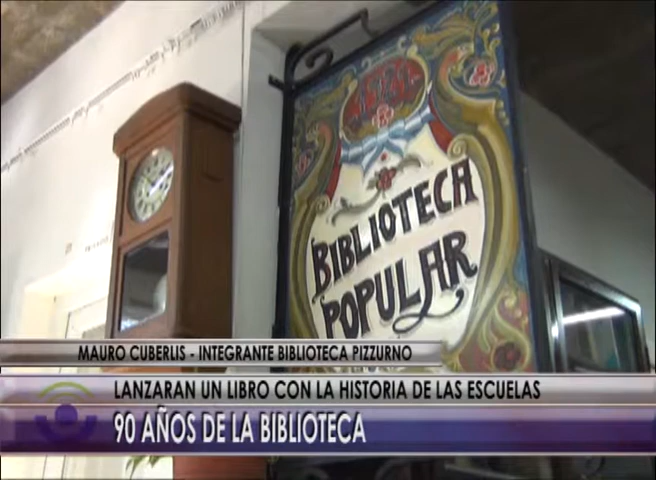 BIBLIOTECA
POPULAR
MAURO CUBERLIS - INTEGRANTE BIBLIOTECA PIZZURNO
LANZARAN UN LIBRO CON LA HISTORIA DE LAS ESCUELAS
90 AÑOS DE LA BIBLIOTECA